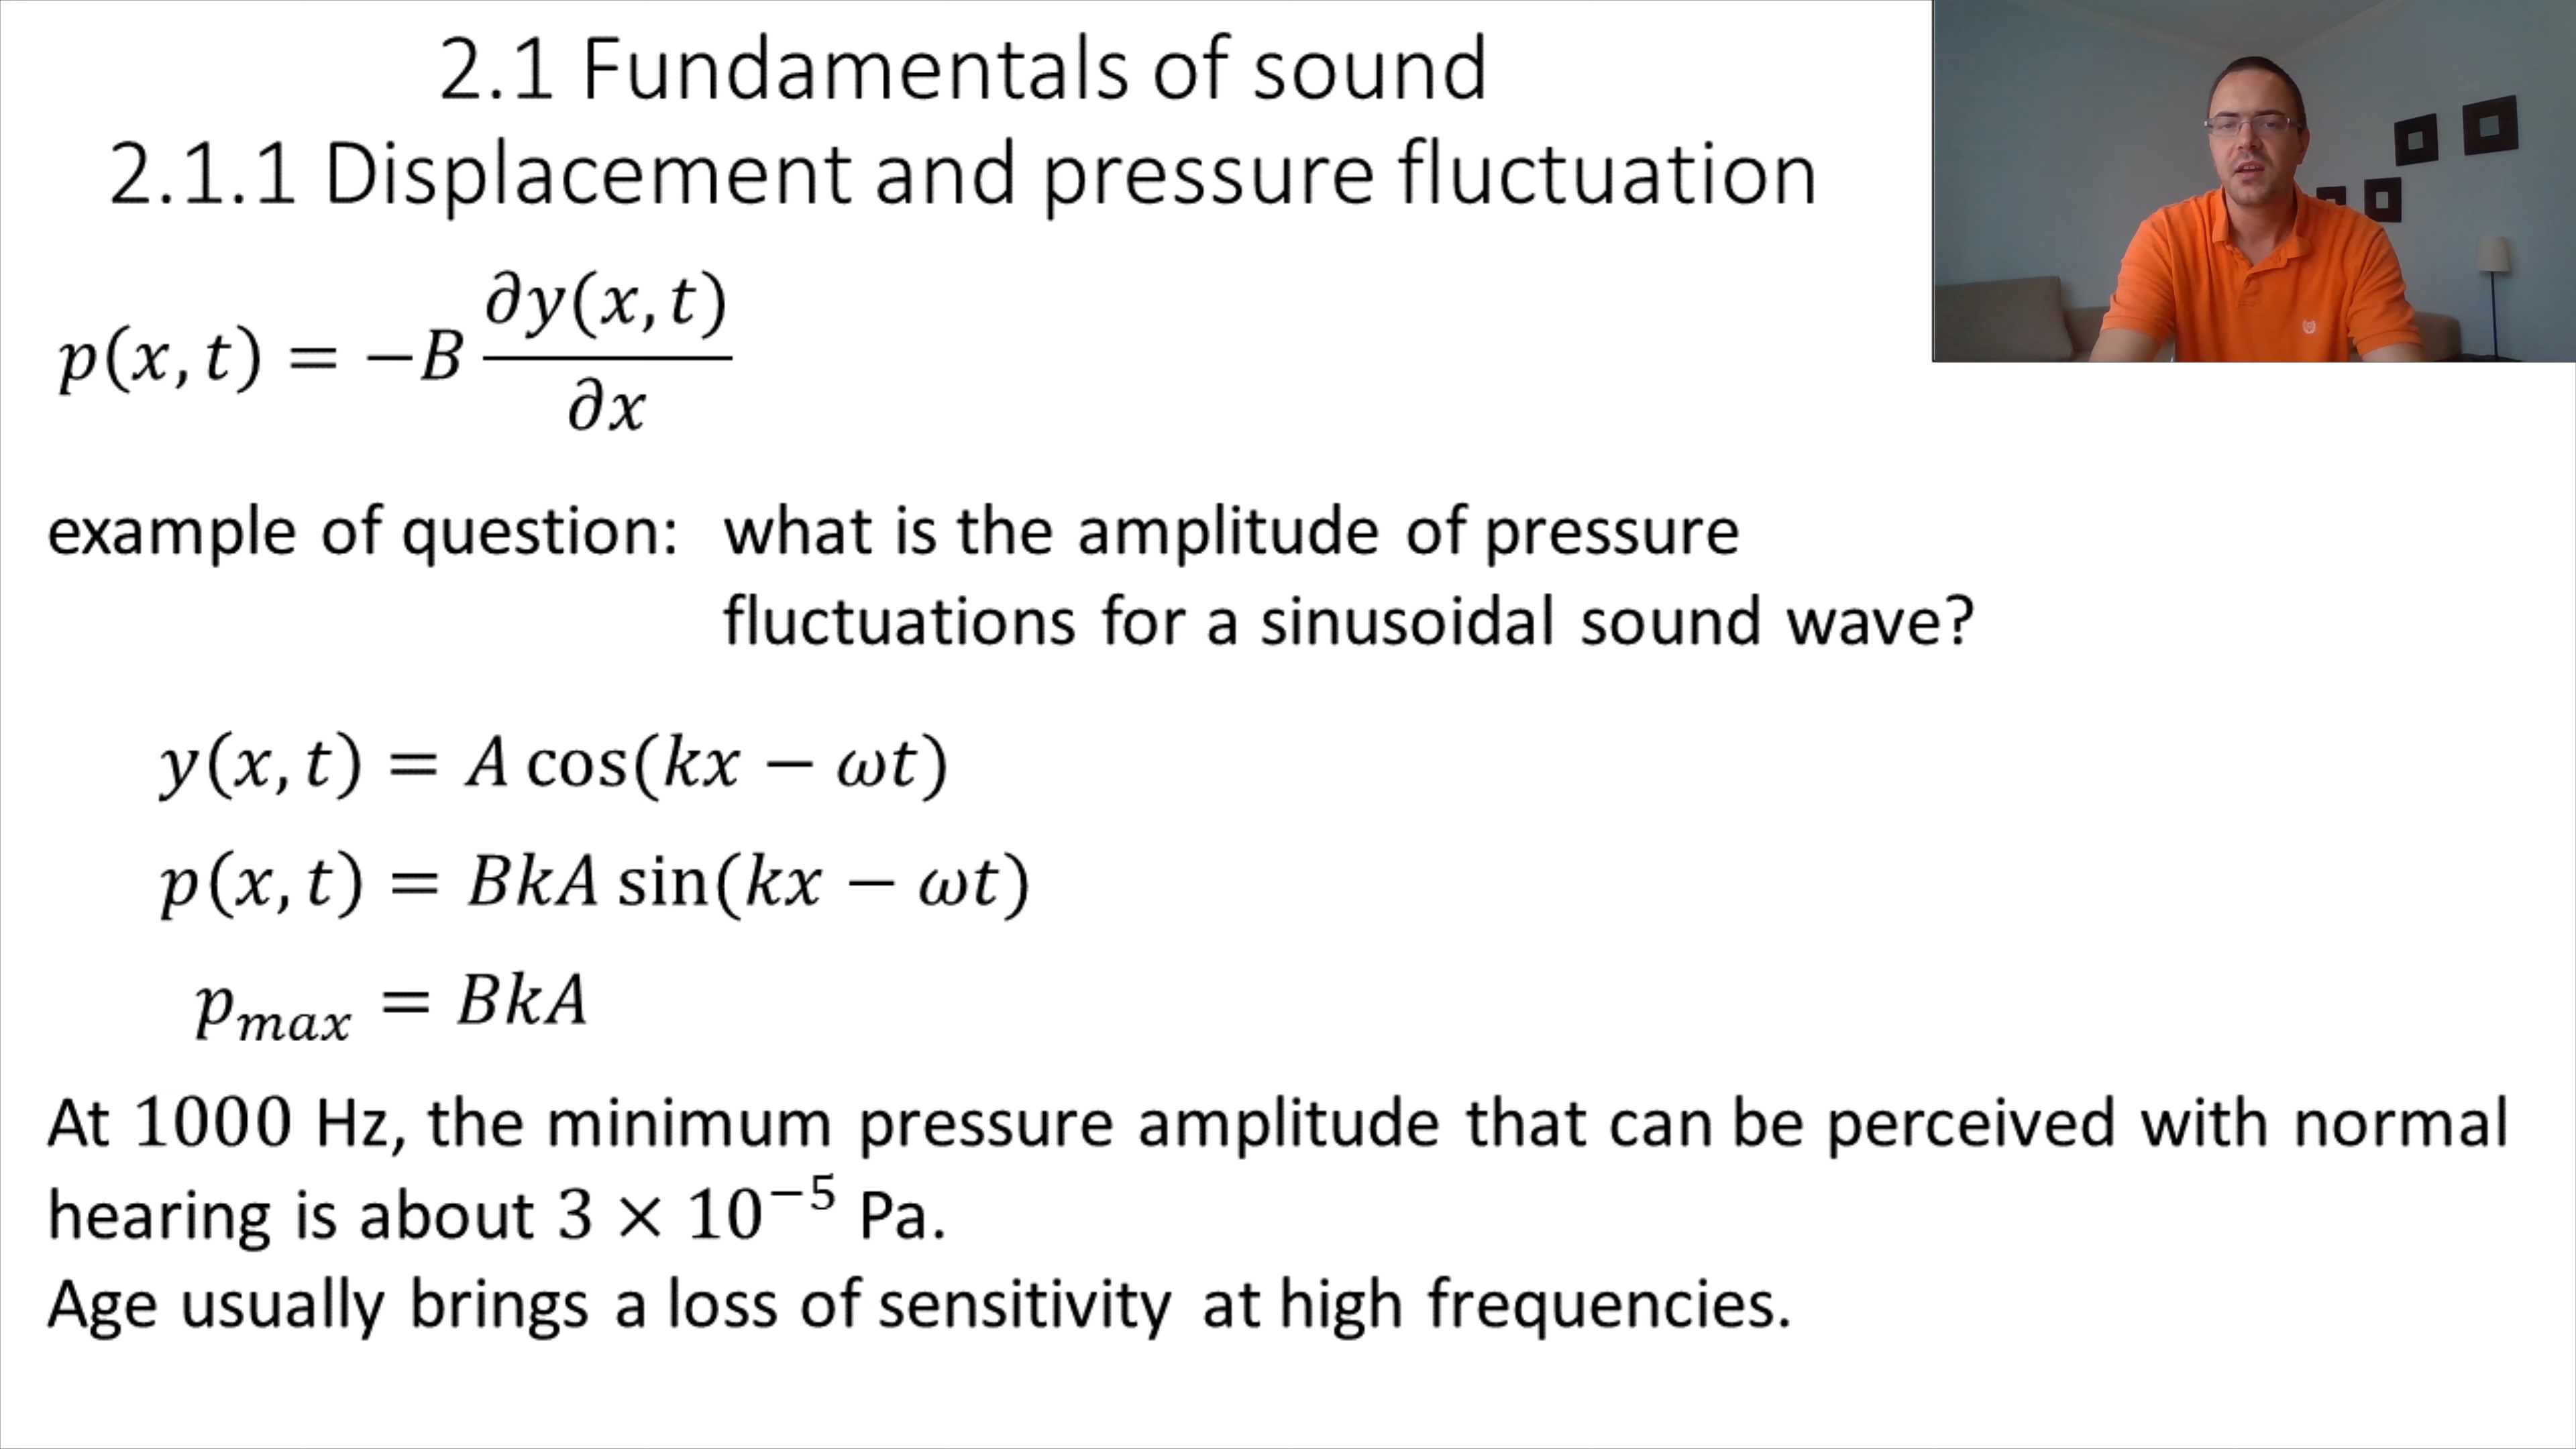 2.1 Fundamentals of sound
2.1.1 Displacement and pressure fluctuation
p(x, t) = −B ∂y(x, t) / ∂x
example of question: what is the amplitude of pressure
fluctuations for a sinusoidal sound wave?
y(x, t) = A cos(kx − ωt)
p(x, t) = BkA sin(kx − ωt)
pₘₐₓ = BkA
At 1000 Hz, the minimum pressure amplitude that can be perceived with normal
hearing is about 3 × 10⁻⁵ Pa.
Age usually brings a loss of sensitivity at high frequencies.